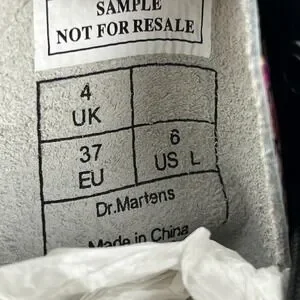 SAMPLE
NOT FOR RESALE
4
UK
37
EU
6
US L
Dr.Martens
Made in China